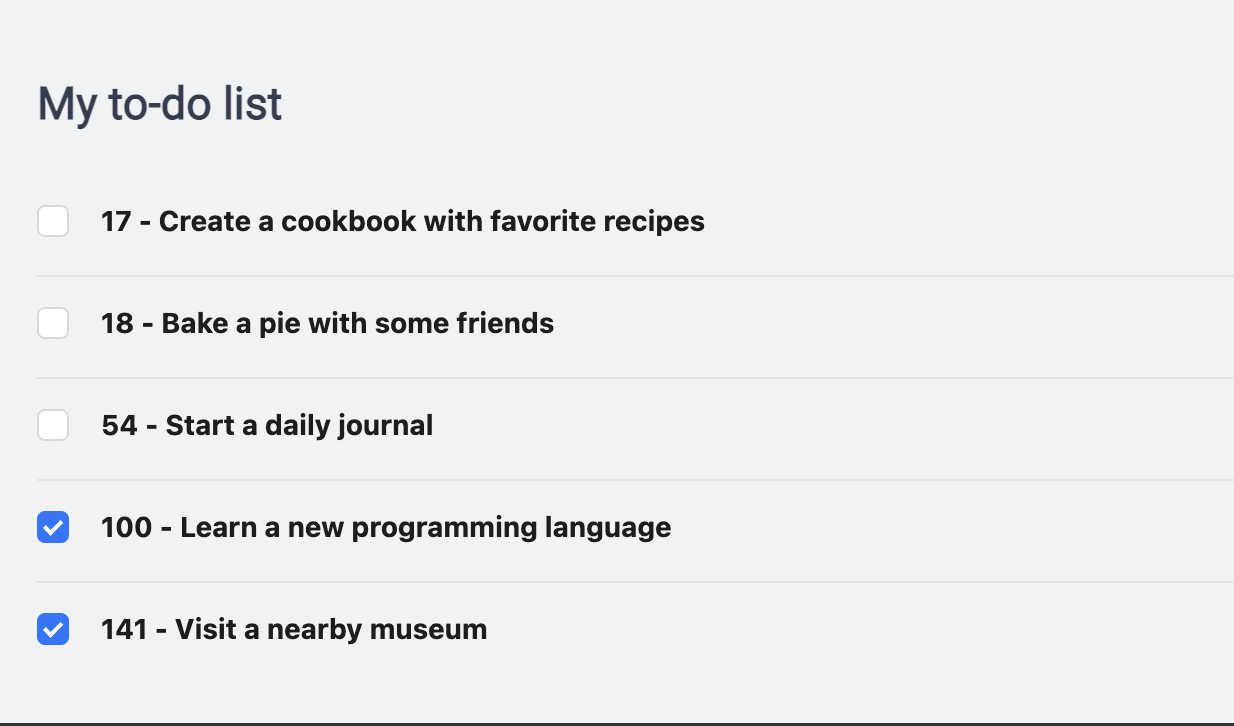 My to-do list
17 - Create a cookbook with favorite recipes
18 - Bake a pie with some friends
54 - Start a daily journal
100 - Learn a new programming language
141 - Visit a nearby museum